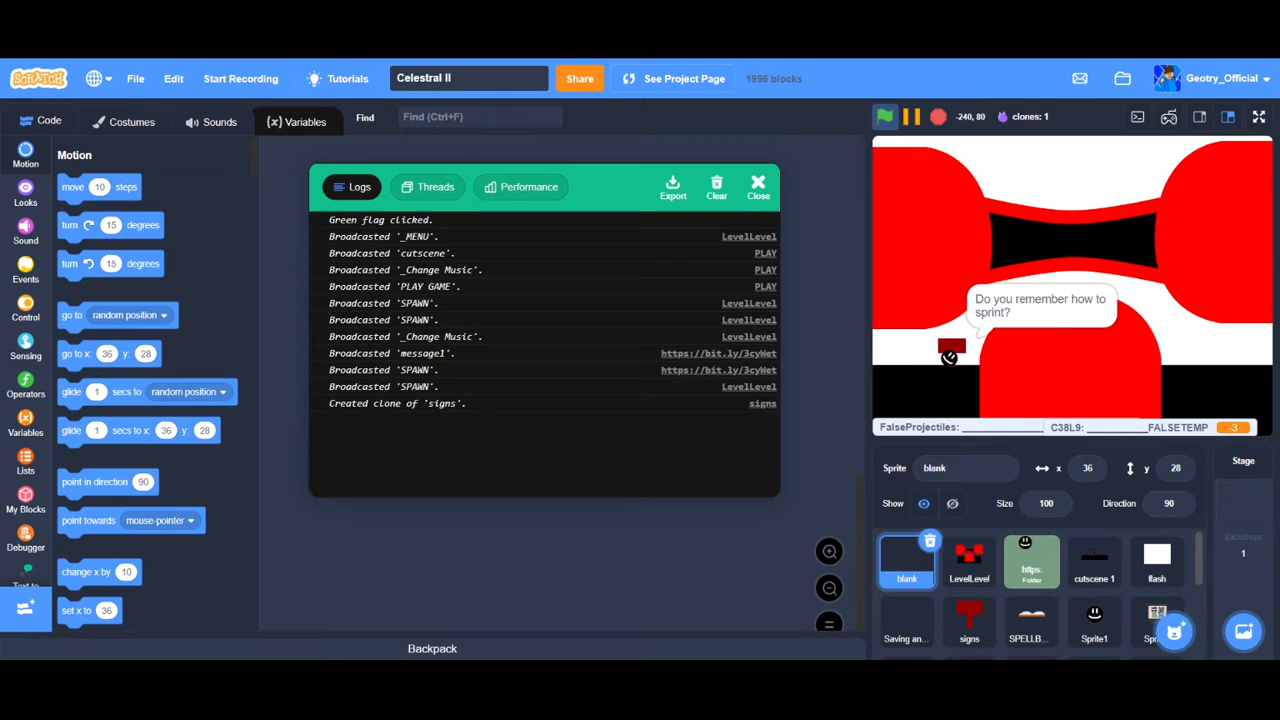 SCRATCH File Edit Start Recording Tutorials Celestral II Share See Project Page 1996 blocks Geotry_Official
Code Costumes Sounds (x) Variables Find Find (Ctrl+F) -240, 80 clones: 1
Motion
Looks
Sound
Events
Control
Sensing
Operators
Variables
Lists
My Blocks
Debugger
Motion
move 10 steps
turn 15 degrees
turn 15 degrees
go to random position
go to x: 36 y: 28
glide 1 secs to random position
glide 1 secs to x: 36 y: 28
point in direction 90
point towards mouse-pointer
change x by 10
set x to 36
Logs Threads Performance Export Clear Close
Green flag clicked.
Broadcasted '_MENU'. LevelLevel
Broadcasted 'cutscene'. PLAY
Broadcasted '_Change Music'. PLAY
Broadcasted 'PLAY GAME'. PLAY
Broadcasted 'SPAWN'. LevelLevel
Broadcasted 'SPAWN'. LevelLevel
Broadcasted '_Change Music'. LevelLevel
Broadcasted 'message1'. https://bit.ly/3cyWet
Broadcasted 'SPAWN'. https://bit.ly/3cyWet
Broadcasted 'SPAWN'. LevelLevel
Created clone of 'signs'. signs
Do you remember how to
sprint?
FalseProjectiles: C38L9: FALSETEMP -3
Sprite blank x 36 y 28
Show Size 100 Direction 90
Stage
Backdrops
1
blank LevelLevel https: Folder cutscene 1 flash
Saving an... signs SPELLB... Sprite1
Backpack